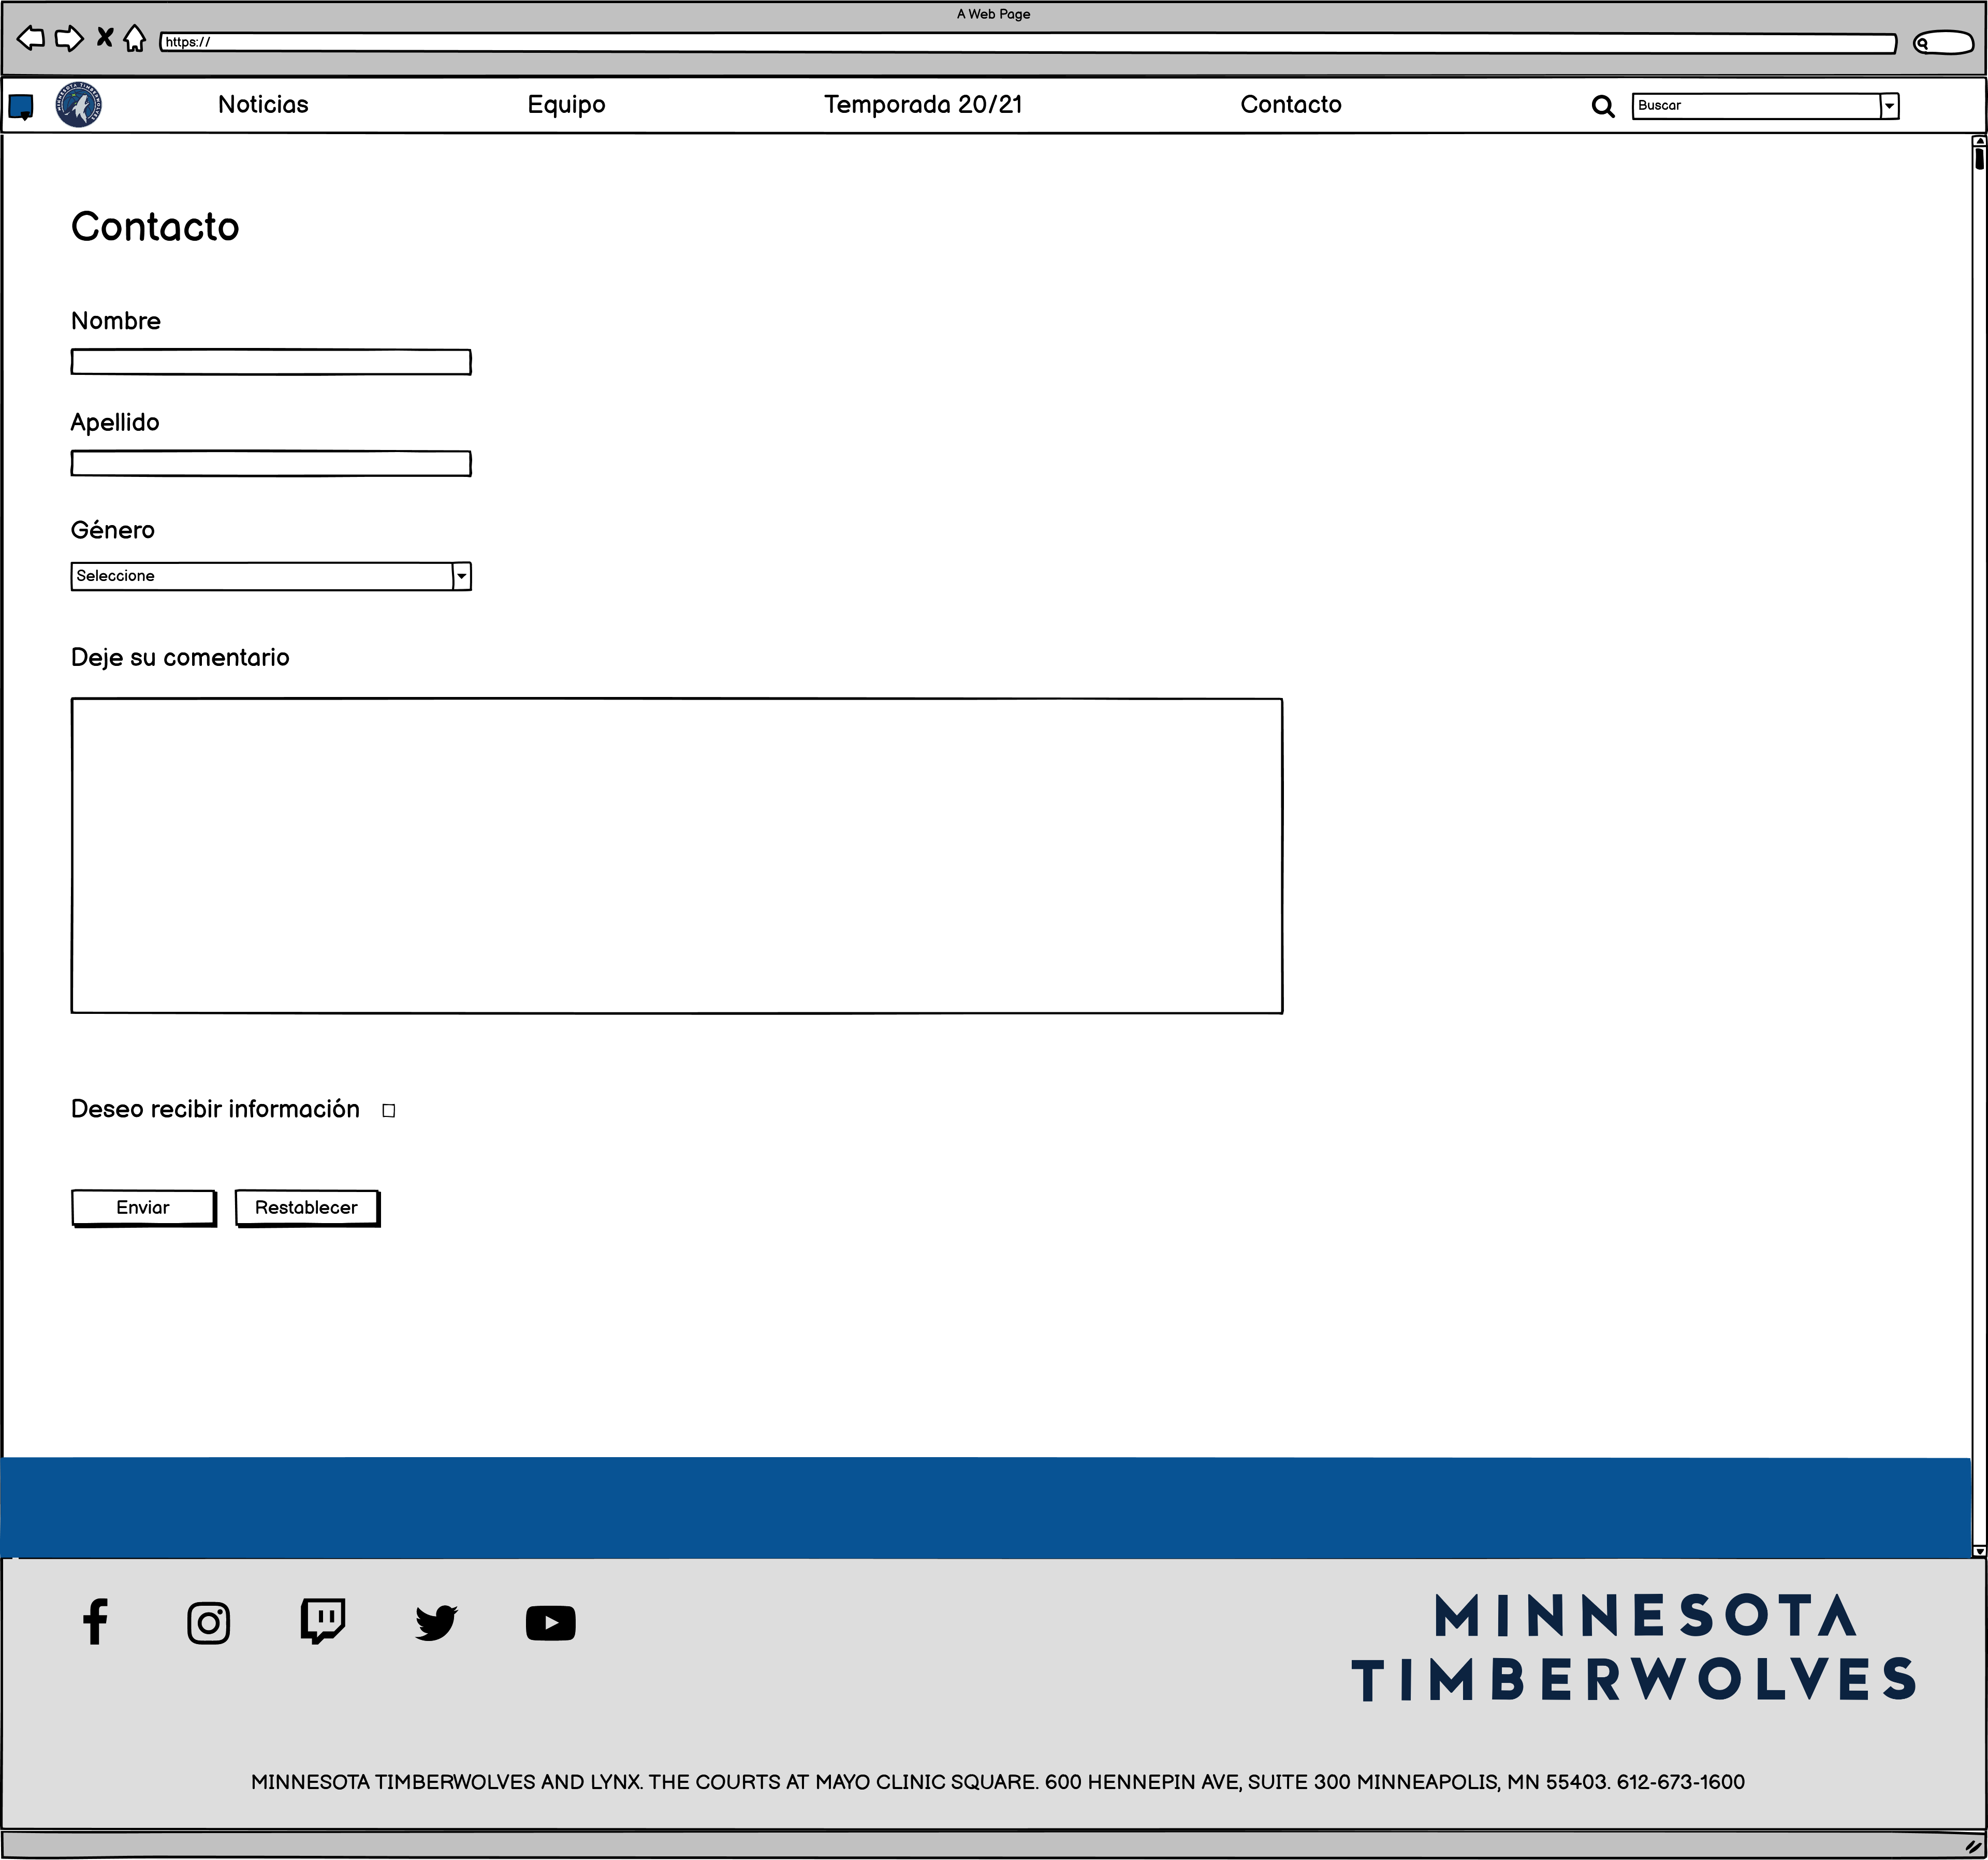 A Web Page
https://
MINNESOTA TIMBERWOLVES
Noticias
Equipo
Temporada 20/21
Contacto
Buscar
Contacto
Nombre
Apellido
Género
Seleccione
Deje su comentario
Deseo recibir información
Enviar
Restablecer
MINNESOTA
TIMBERWOLVES
MINNESOTA TIMBERWOLVES AND LYNX. THE COURTS AT MAYO CLINIC SQUARE. 600 HENNEPIN AVE, SUITE 300 MINNEAPOLIS, MN 55403. 612-673-1600